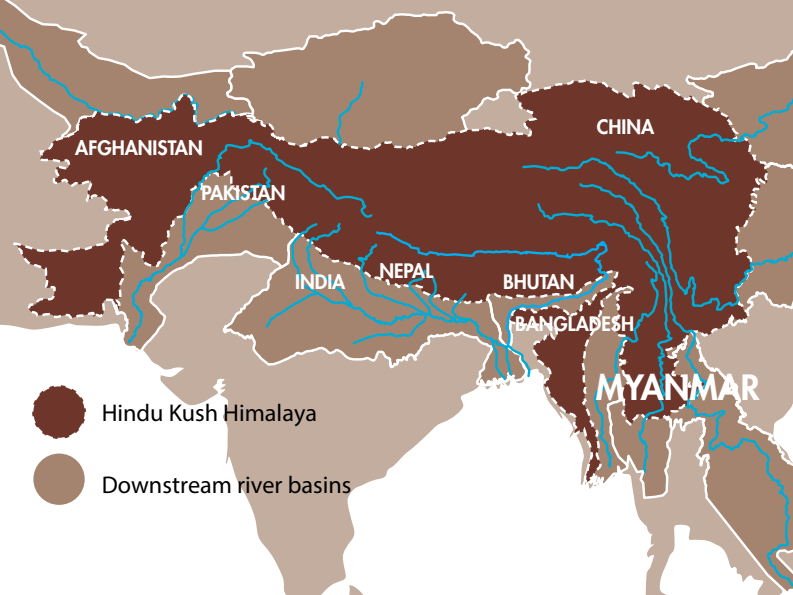 CHINA
AFGHANISTAN
PAKISTAN
INDIA
NEPAL
BHUTAN
BANGLADESH
MYANMAR
Hindu Kush Himalaya
Downstream river basins